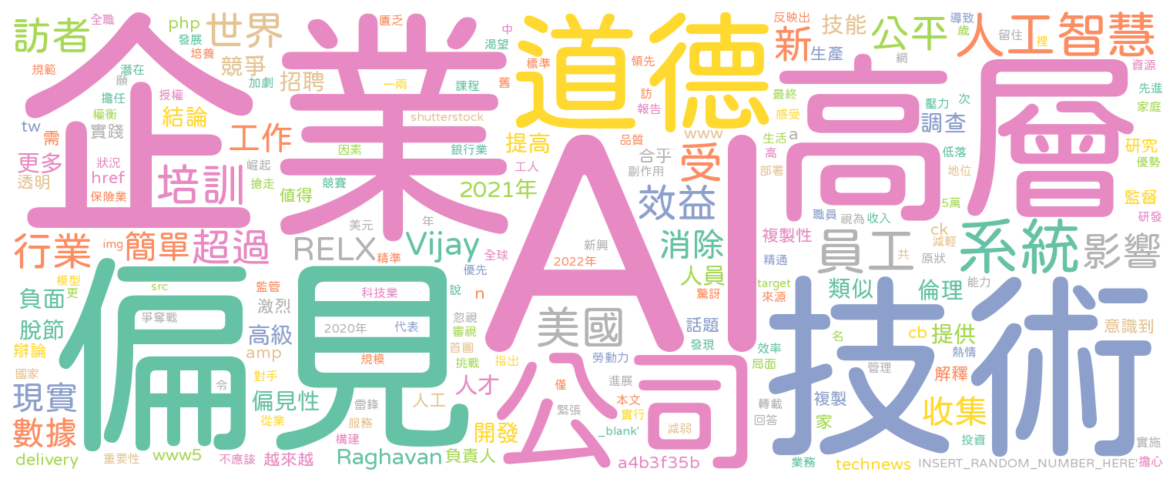 企業
偏見
AI
高層
技術
道德
公司
系統
人工智慧
員工
美國
影響
效益
受
新
世界
訪者
公平
培訓
超過
行業
簡單
工作
RELX
Vijay
Raghavan
消除
收集
現實
數據
偏見性
開發
人才
人員
提高
2021年
招聘
競爭
技能
調查
倫理
類似
提供
複製
複製性
解釋
監督
研究
意識到
辯論
脫節
負面
高級
更多
透明
結論
實踐
值得
激烈
話題
負責人
越來越
delivery
www5
technews
a4b3f35b
INSERT_RANDOM_NUMBER_HERE'
_blank'
shutterstock
www
php
href
tw
img
src
amp
n
a
ck
cb
target
全職
發展
培養
規範
潛在
加劇
願
擔任
授權
權衡
需
狀況
崛起
搶走
保險業
因素
競賽
銀行業
課程
一兩
匱乏
渴望
中
舊
標準
領先
訪
報告
品質
合乎
副作用
工人
反映出
導致
歲
留住
裡
網
資源
先進
家庭
生產
最終
感受
壓力
次
生活
高
部署
低落
地位
優勢
研發
5萬
職員
視為
收入
減輕
原狀
共
精通
來源
驚訝
能力
管理
名
家
熱情
投資
實施
擔心
業務
轉載
回答
效率
局面
發現
勞動力
進展
指出
僅
緊張
本文
實行
減弱
新興
2022年
全球
優先
精準
年
美元
科技業
2020年
代表
說
忽視
審視
首團
挑戰
規模
監管
爭奪戰
模型
更
國家
令
對手
從業
雷鋒
服務
構建
人工
重要性
不應該